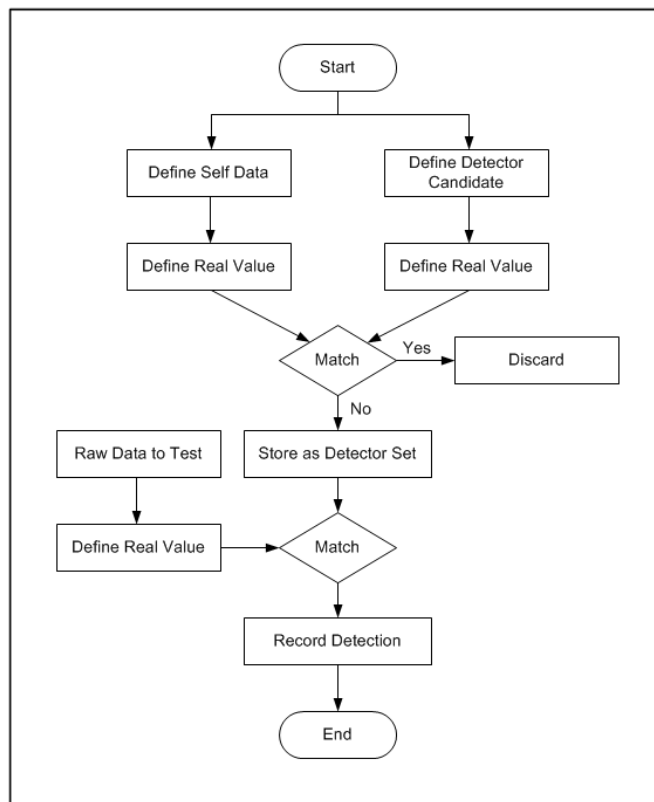 Start
Define Self Data
Define Detector
Candidate
Define Real Value
Define Real Value
Match
Yes
Discard
No
Raw Data to Test
Store as Detector Set
Define Real Value
Match
Record Detection
End